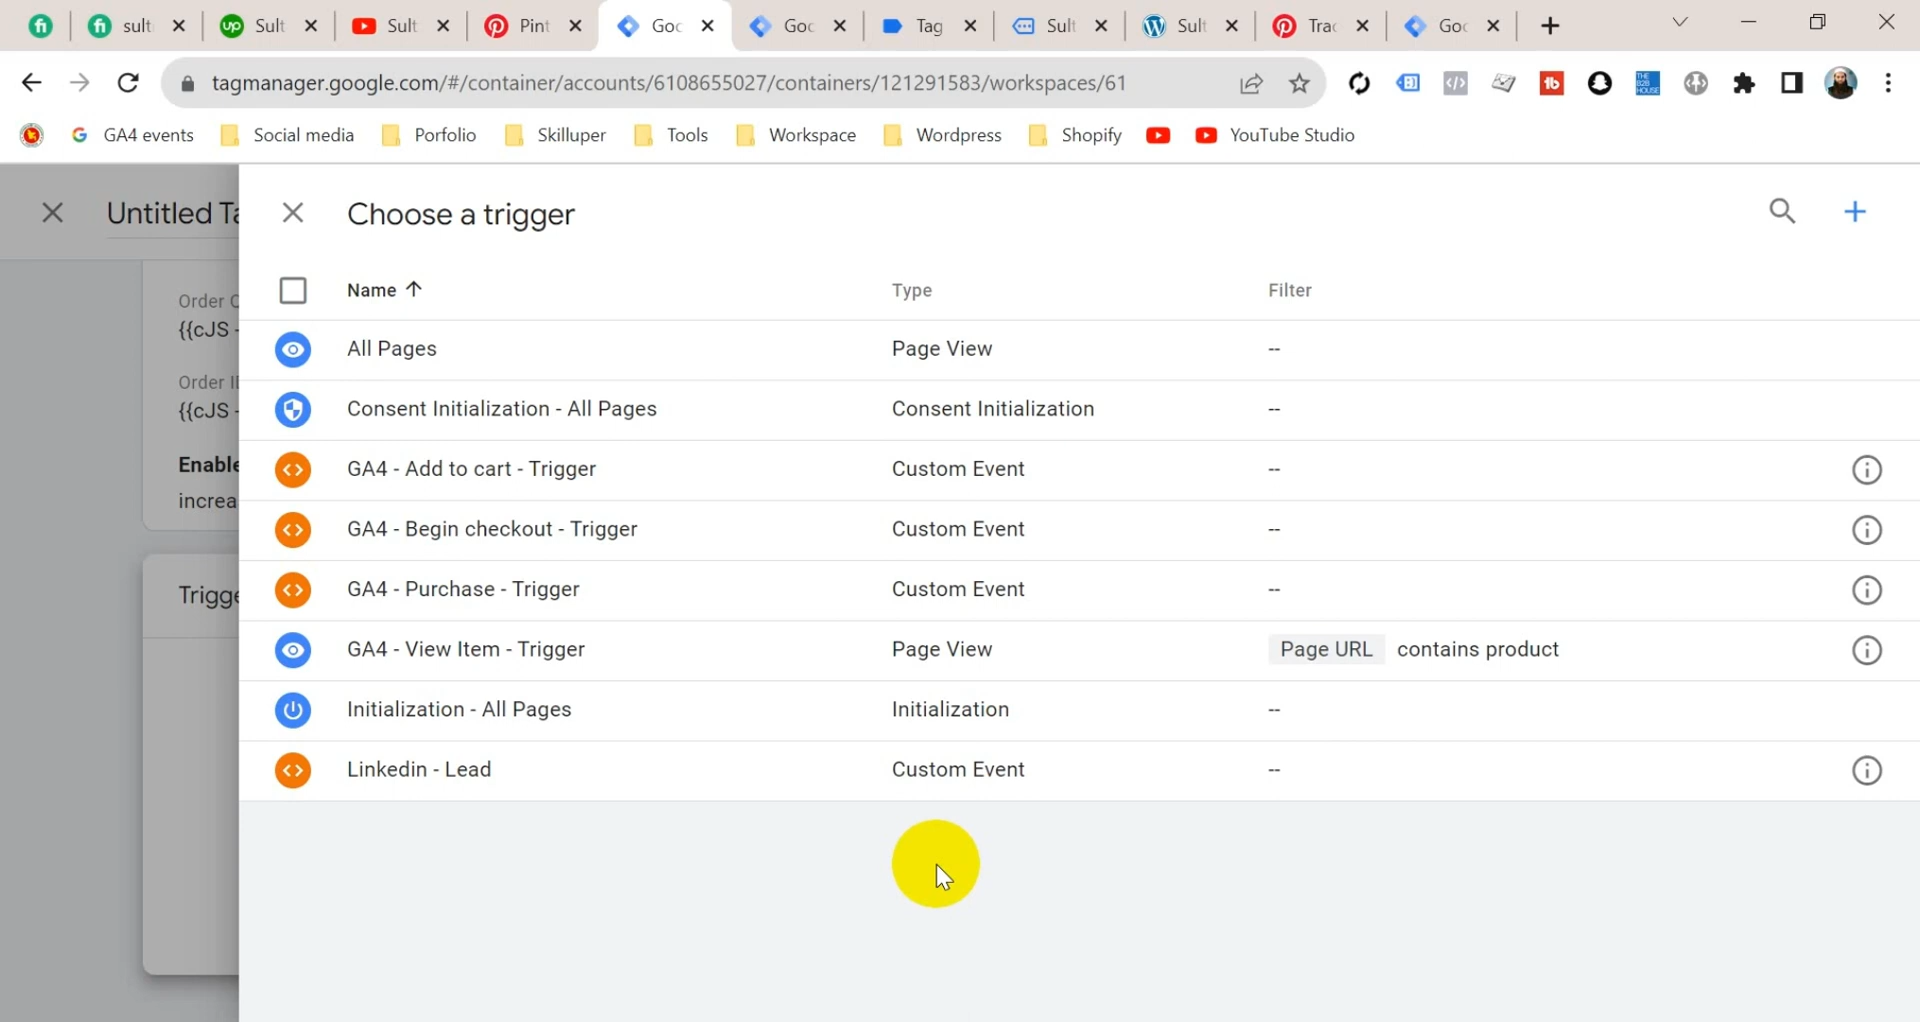 sult
Sult
Sult
Pint
Goc
Goc
Tag
Sult
Sult
Trac
Goc
tagmanager.google.com/#/container/accounts/6108655027/containers/121291583/workspaces/61
GA4 events
Social media
Porfolio
Skilluper
Tools
Workspace
Wordpress
Shopify
YouTube Studio
Untitled Ta
Choose a trigger
Name
Type
Filter
Order C
{{cJS -
Order II
{{cJS -
Enable
increa
Trigge
All Pages
Page View
--
Consent Initialization - All Pages
Consent Initialization
--
GA4 - Add to cart - Trigger
Custom Event
--
GA4 - Begin checkout - Trigger
Custom Event
--
GA4 - Purchase - Trigger
Custom Event
--
GA4 - View Item - Trigger
Page View
Page URL contains product
Initialization - All Pages
Initialization
--
Linkedin - Lead
Custom Event
--